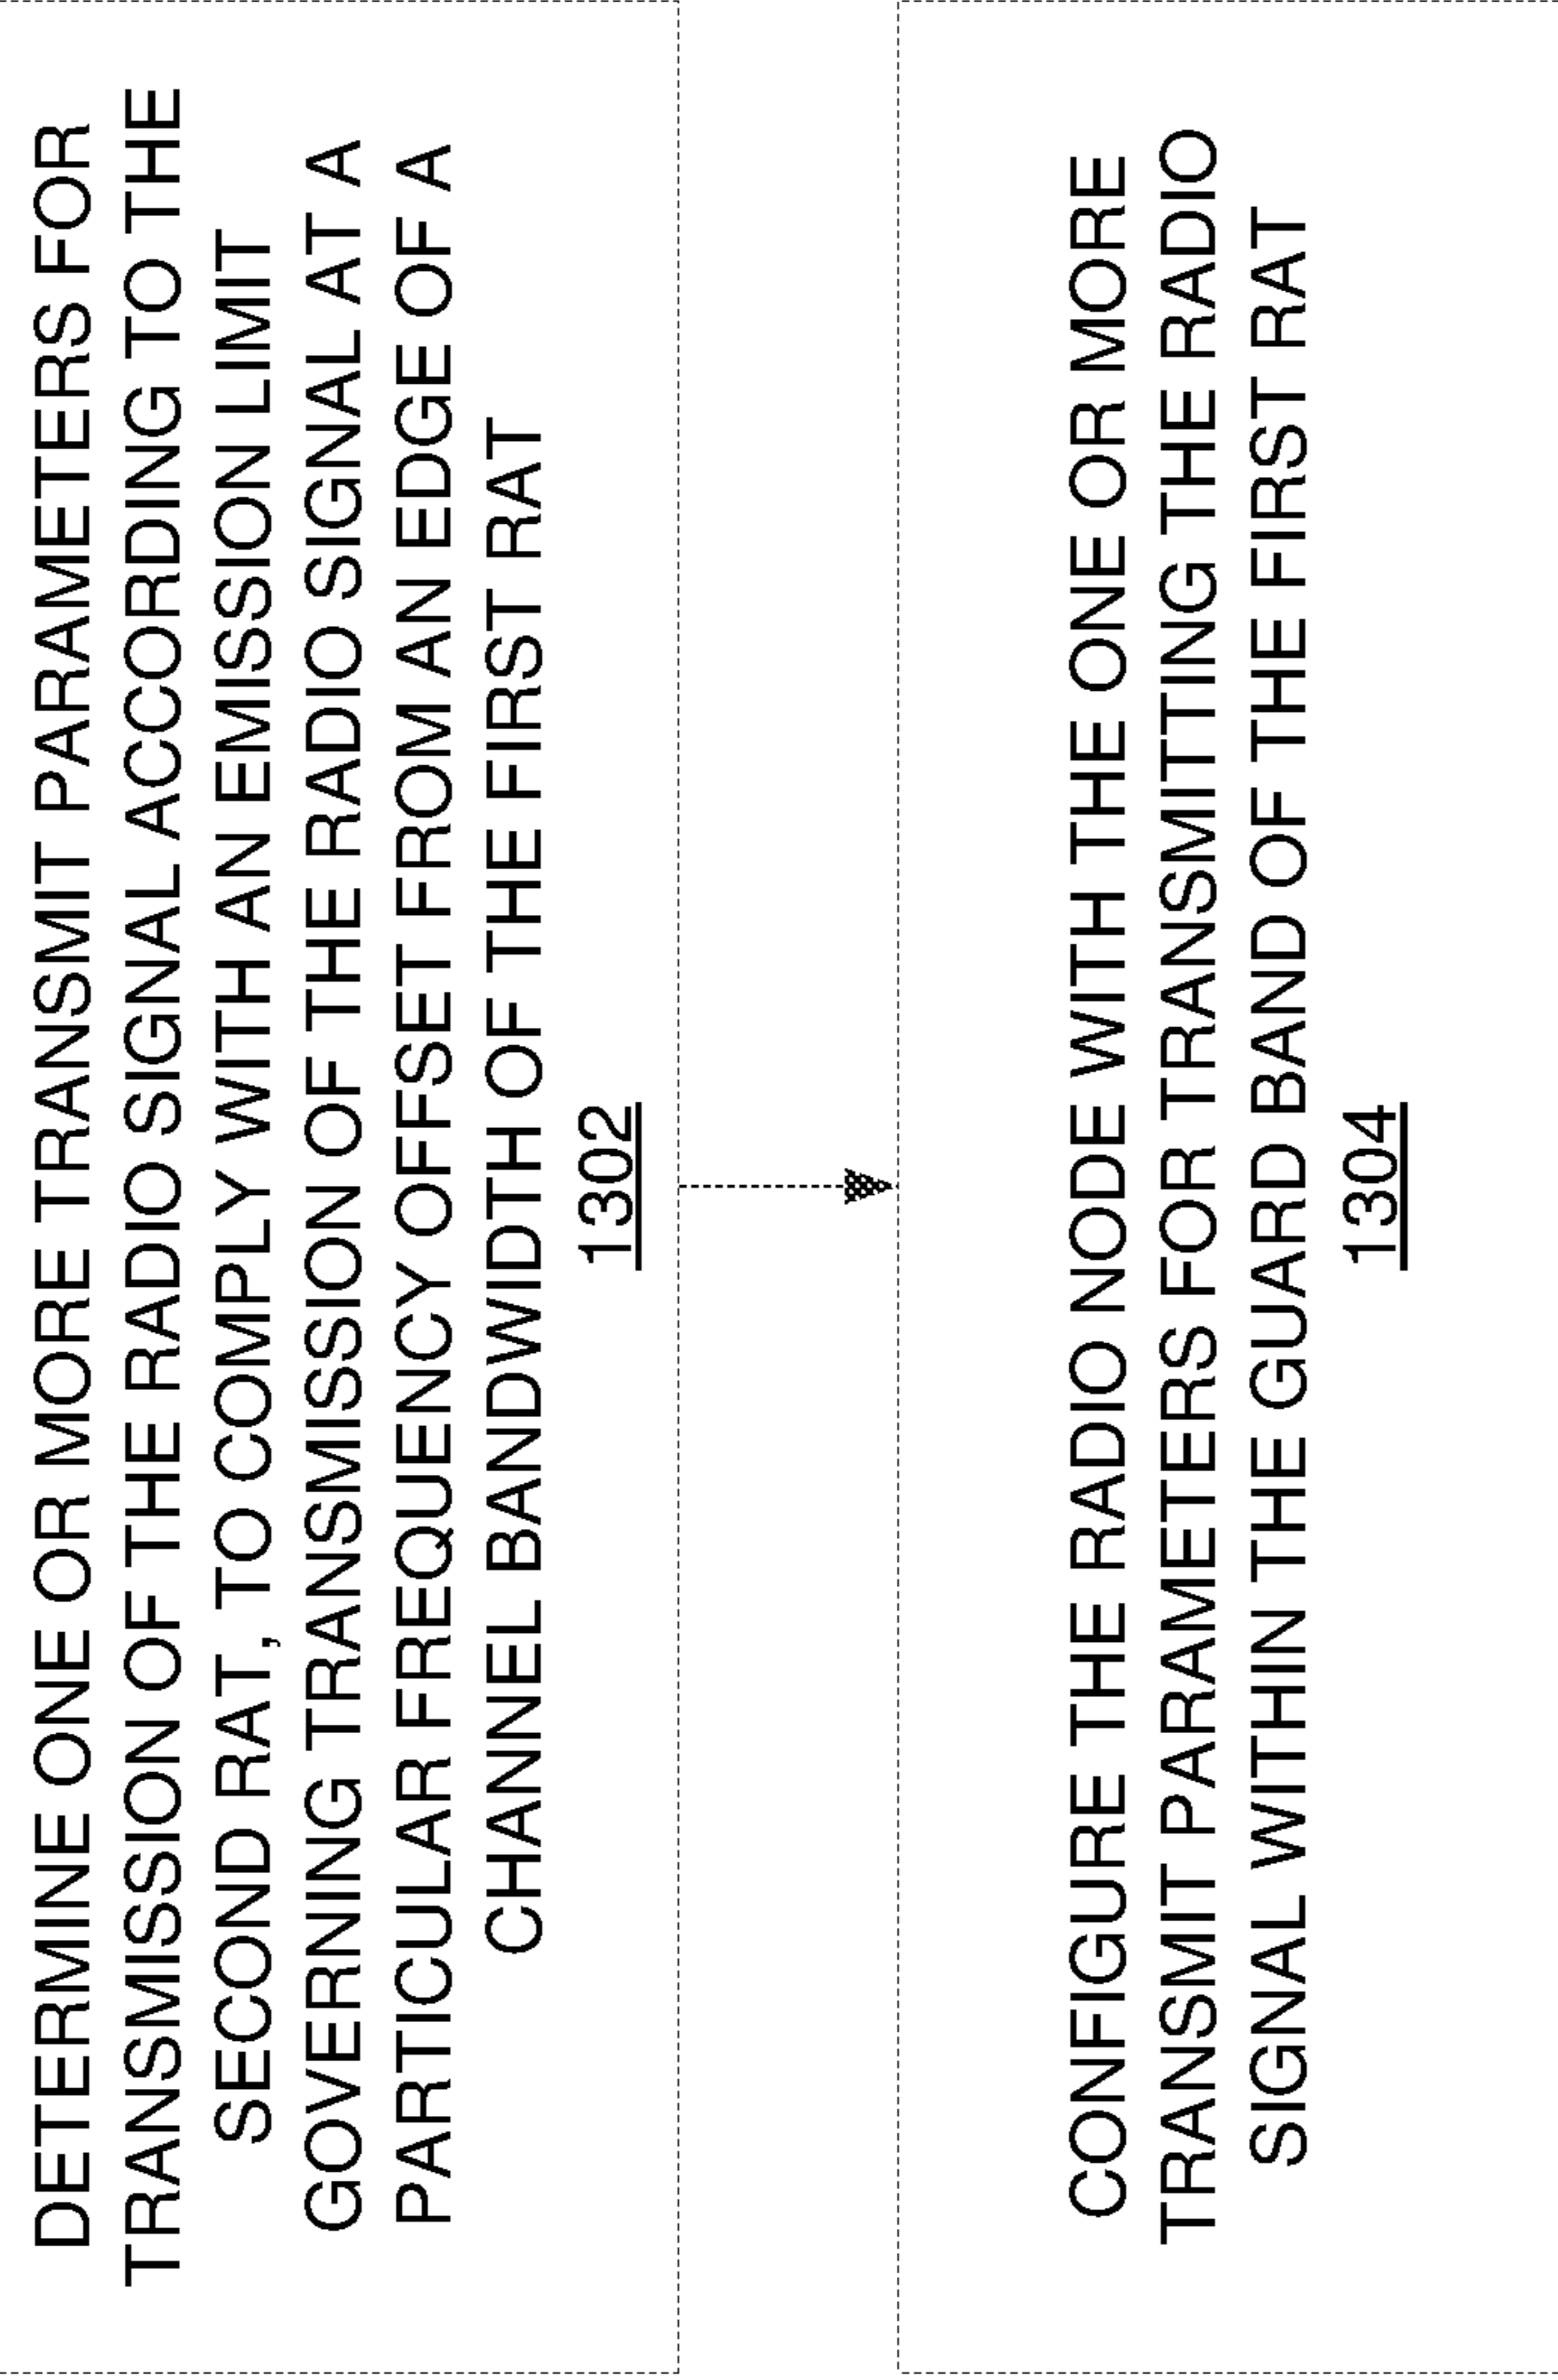 DETERMINE ONE OR MORE TRANSMIT PARAMETERS FOR
TRANSMISSION OF THE RADIO SIGNAL ACCORDING TO THE
SECOND RAT, TO COMPLY WITH AN EMISSION LIMIT
GOVERNING TRANSMISSION OF THE RADIO SIGNAL AT A
PARTICULAR FREQUENCY OFFSET FROM AN EDGE OF A
CHANNEL BANDWIDTH OF THE FIRST RAT
1302
CONFIGURE THE RADIO NODE WITH THE ONE OR MORE
TRANSMIT PARAMETERS FOR TRANSMITTING THE RADIO
SIGNAL WITHIN THE GUARD BAND OF THE FIRST RAT
1304